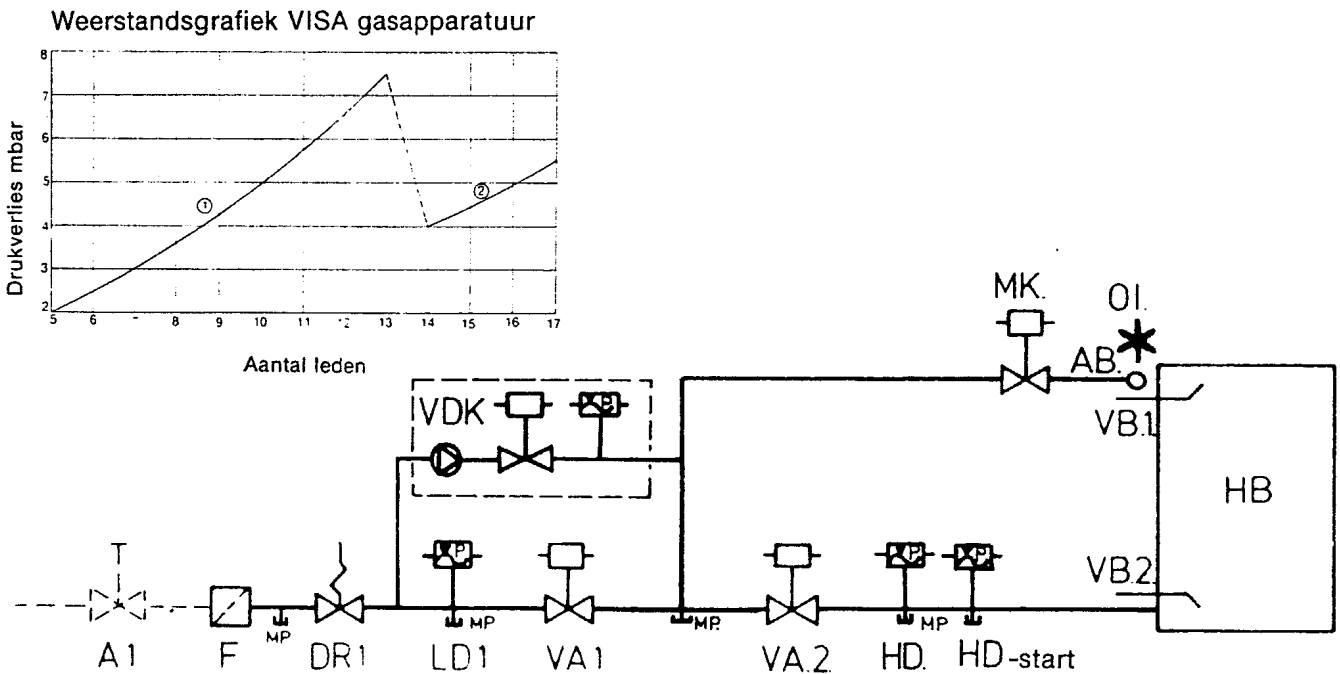 Weerstandsgrafiek VISA gasapparatuur
Drukverlies mbar
8
7
6
5
4
3
2
①
②
5 6 7 8 9 10 11 12 13 14 15 16 17
Aantal leden
MK.
OI.
AB.
VDK
P
VB.1
HB
P
P
P
VB.2.
MP
MP
MP.
MP
A1
F
DR1
LD1
VA1
VA.2.
HD.
HD-start